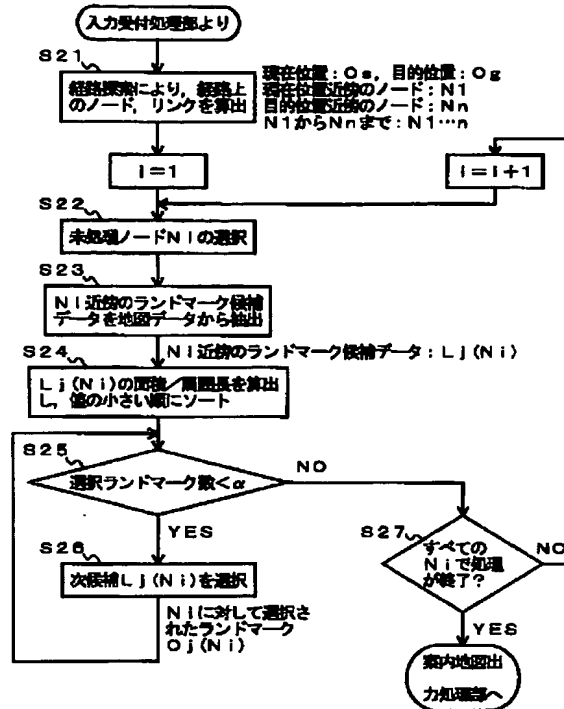 入力受付処理部より
S21
経路探索により,経路上
のノード,リンクを算出
現在位置:Os,目的位置:Og
現在位置近傍のノード:N1
目的位置近傍のノード:Nn
N1からNnまで:N1…n
i=1
i=i+1
S22
未処理ノードNiの選択
S23
Ni近傍のランドマーク候補
データを地図データから抽出
Ni近傍のランドマーク候補データ:Lj(Ni)
S24
Lj(Ni)の面積/周囲長を算出
し,値の小さい順にソート
S25
選択ランドマーク数<α
NO
YES
S26
次候補Lj(Ni)を選択
Niに対して選択さ
れたランドマーク
Oj(Ni)
S27
すべての
Niで処理
が終了?
NO
YES
案内地図出
力処理部へ